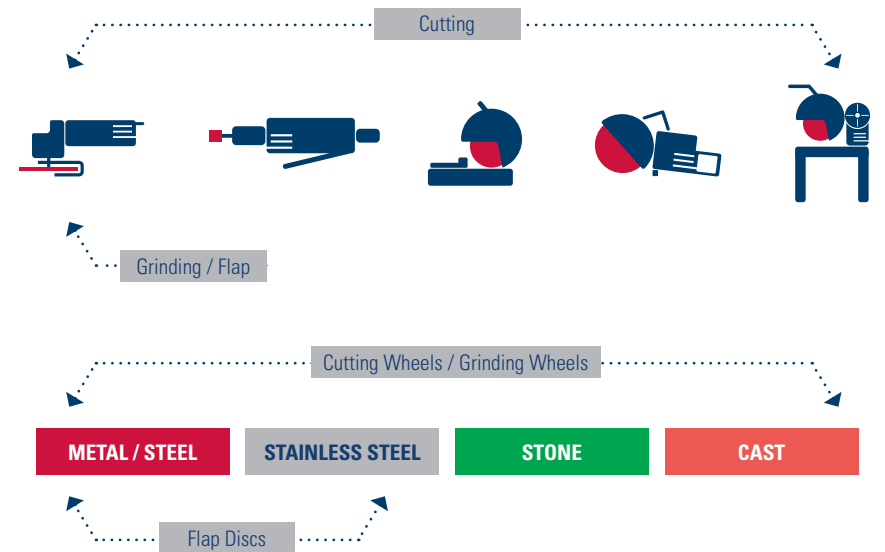 Cutting
Grinding / Flap
Cutting Wheels / Grinding Wheels
METAL / STEEL
STAINLESS STEEL
STONE
CAST
Flap Discs